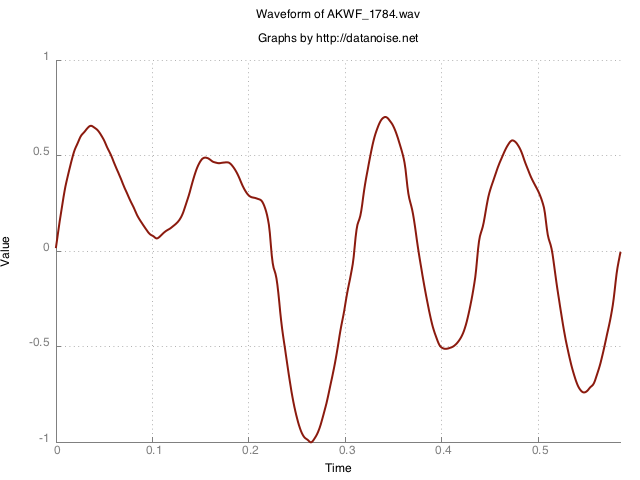 Waveform of AKWF_1784.wav
Graphs by http://datanoise.net
1
0.5
0
-0.5
-1
Value
0 0.1 0.2 0.3 0.4 0.5
Time